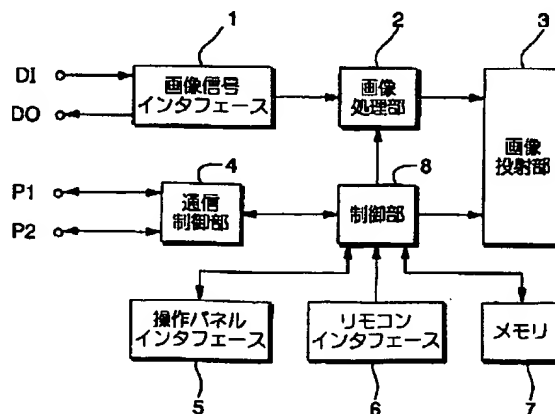 1
2
3
DI
DO
画像信号
インタフェース
画像
処理部
画像
投射部
4
8
P1
P2
通信
制御部
制御部
操作パネル
インタフェース
リモコン
インタフェース
メモリ
5
6
7